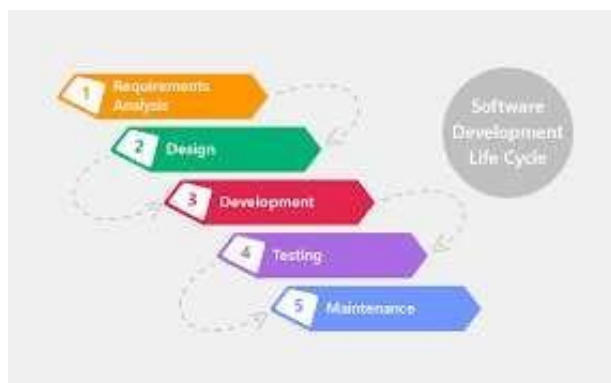 1
Requirements
Analysis
2
Design
3
Development
4
Testing
5
Maintenance
Software
Development
Life Cycle